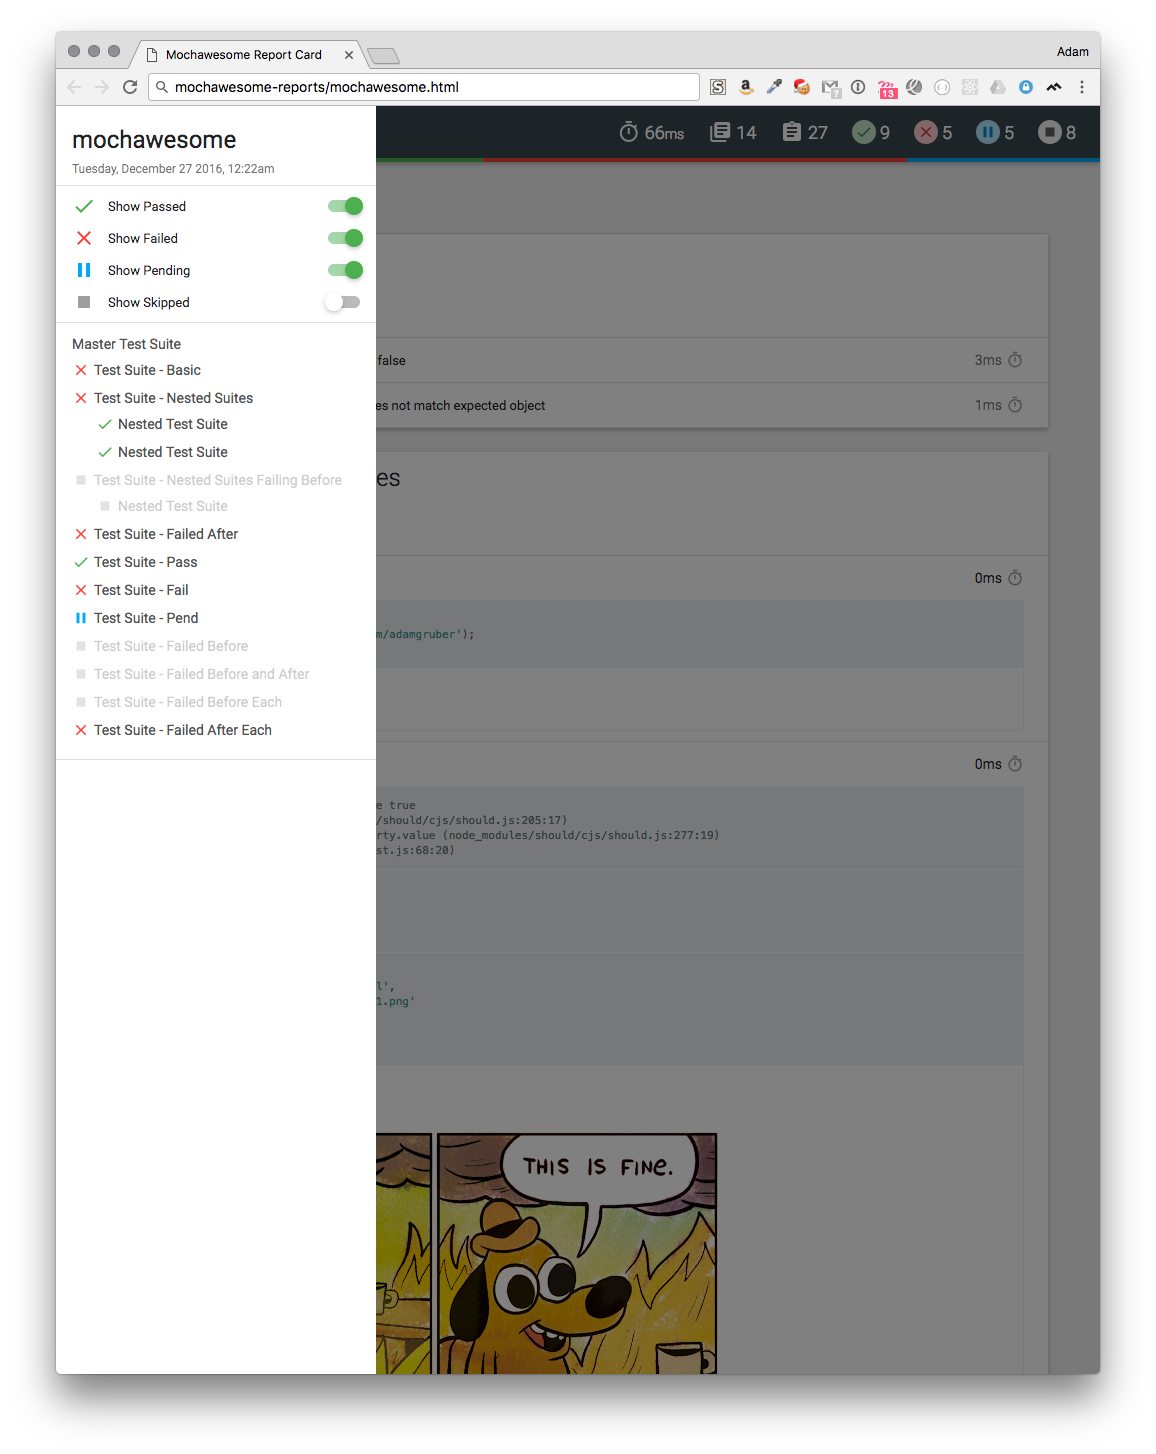 Mochawesome Report Card
Adam
mochawesome-reports/mochawesome.html
13
mochawesome
Tuesday, December 27 2016, 12:22am
66ms 14 27 9 5 5 8
Show Passed
Show Failed
Show Pending
Show Skipped
Master Test Suite
Test Suite - Basic
Test Suite - Nested Suites
Nested Test Suite
Nested Test Suite
Test Suite - Nested Suites Failing Before
Nested Test Suite
Test Suite - Failed After
Test Suite - Pass
Test Suite - Fail
Test Suite - Pend
Test Suite - Failed Before
Test Suite - Failed Before and After
Test Suite - Failed Before Each
Test Suite - Failed After Each
false 3ms
es not match expected object 1ms
es
0ms
m/adamgruber');
0ms
e true
/should/cjs/should.js:205:17)
rty.value (node_modules/should/cjs/should.js:277:19)
st.js:68:20)
l',
1.png'
THIS IS FINE.